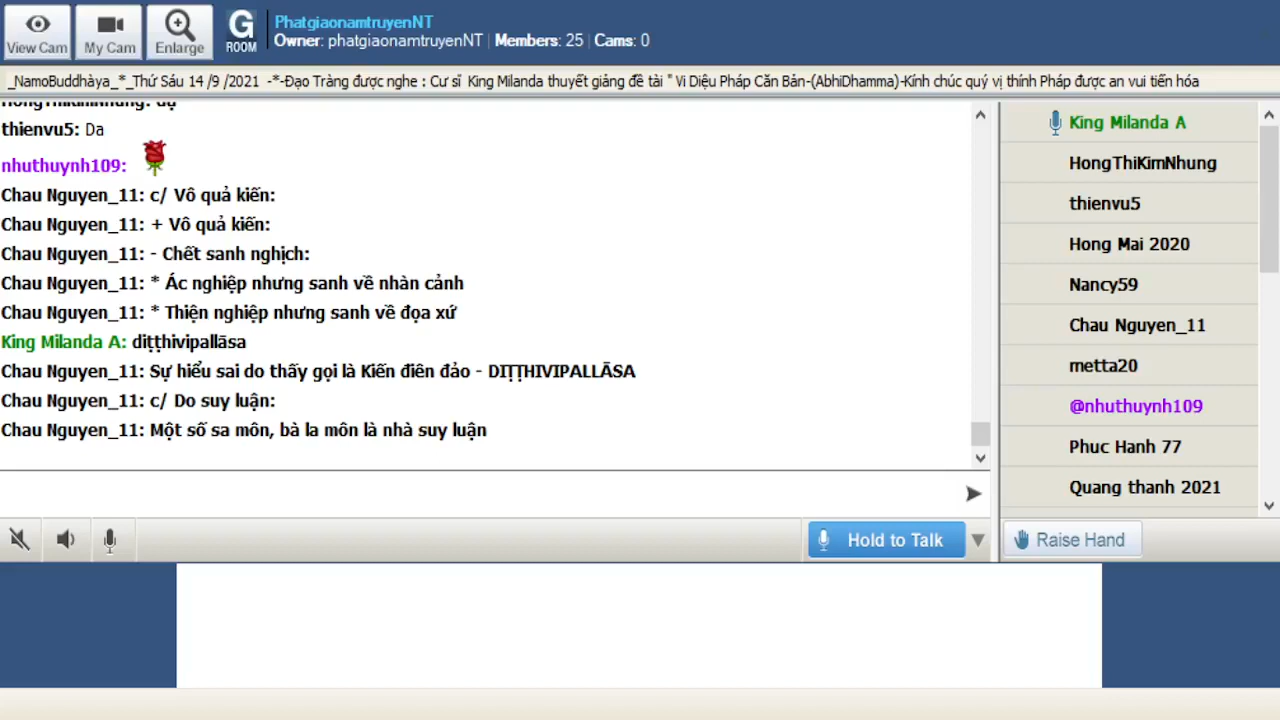 View Cam
My Cam
Enlarge
G
ROOM
PhatgiaonamtruyenNT
Owner: phatgiaonamtruyenNT | Members: 25 | Cams: 0
_NamoBuddhàya_*_Thứ Sáu 14 /9 /2021 -*-Đạo Tràng được nghe : Cư sĩ King Milanda thuyết giảng đề tài " Vi Diệu Pháp Căn Bản-(AbhiDhamma)-Kính chúc quý vị thính Pháp được an vui tiến hóa
HongThiKimNhung: dạ
thienvu5: Da
nhuthuynh109:
Chau Nguyen_11: c/ Vô quả kiến:
Chau Nguyen_11: + Vô quả kiến:
Chau Nguyen_11: - Chết sanh nghịch:
Chau Nguyen_11: * Ác nghiệp nhưng sanh về nhàn cảnh
Chau Nguyen_11: * Thiện nghiệp nhưng sanh về đọa xứ
King Milanda A: diṭṭhivipallāsa
Chau Nguyen_11: Sự hiểu sai do thấy gọi là Kiến điên đảo - DIṬṬHIVIPALLĀSA
Chau Nguyen_11: c/ Do suy luận:
Chau Nguyen_11: Một số sa môn, bà la môn là nhà suy luận
King Milanda A
HongThiKimNhung
thienvu5
Hong Mai 2020
Nancy59
Chau Nguyen_11
metta20
@nhuthuynh109
Phuc Hanh 77
Quang thanh 2021
Hold to Talk
Raise Hand